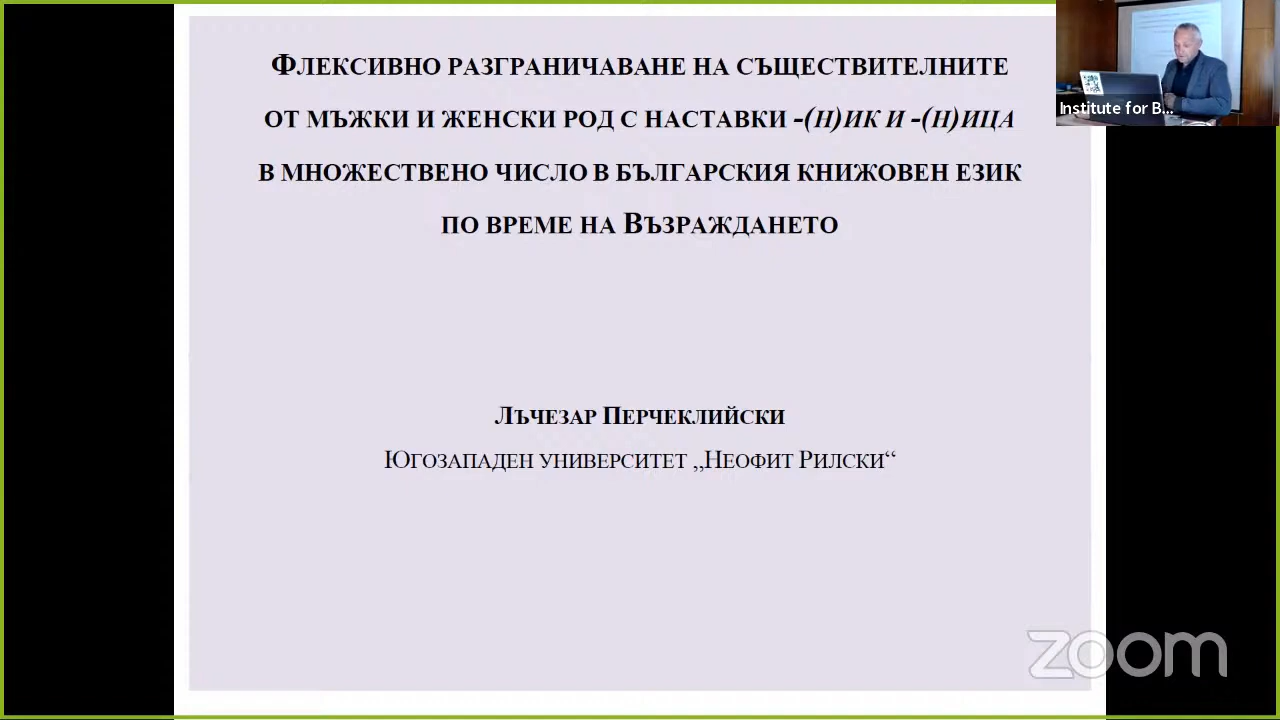 Флексивно разграничаване на съществителните
от мъжки и женски род с наставки -(н)ик и -(н)ица
в множествено число в българския книжовен език
по време на Възраждането
Лъчезар Перчеклийски
Югозападен университет „Неофит Рилски“
Institute for B...
zoom